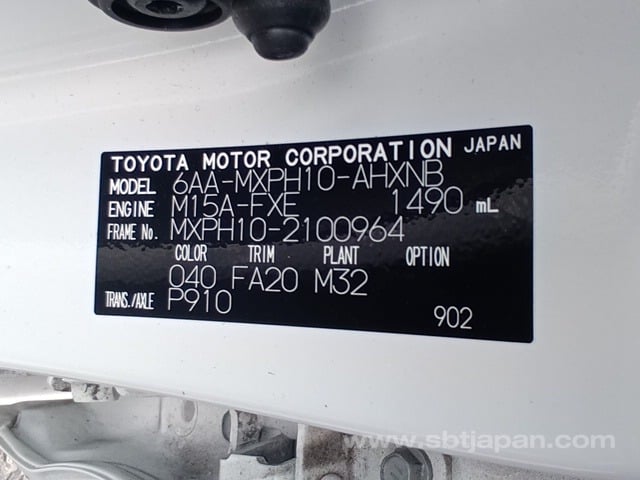 TOYOTA MOTOR CORPORATION JAPAN
MODEL 6AA-MXPH10-AHXNB
ENGINE M15A-FXE 1490 mL
FRAME No. MXPH10-2100964
COLOR TRIM PLANT OPTION
040 FA20 M32
TRANS./AXLE P910
902
www.sbtjapan.com